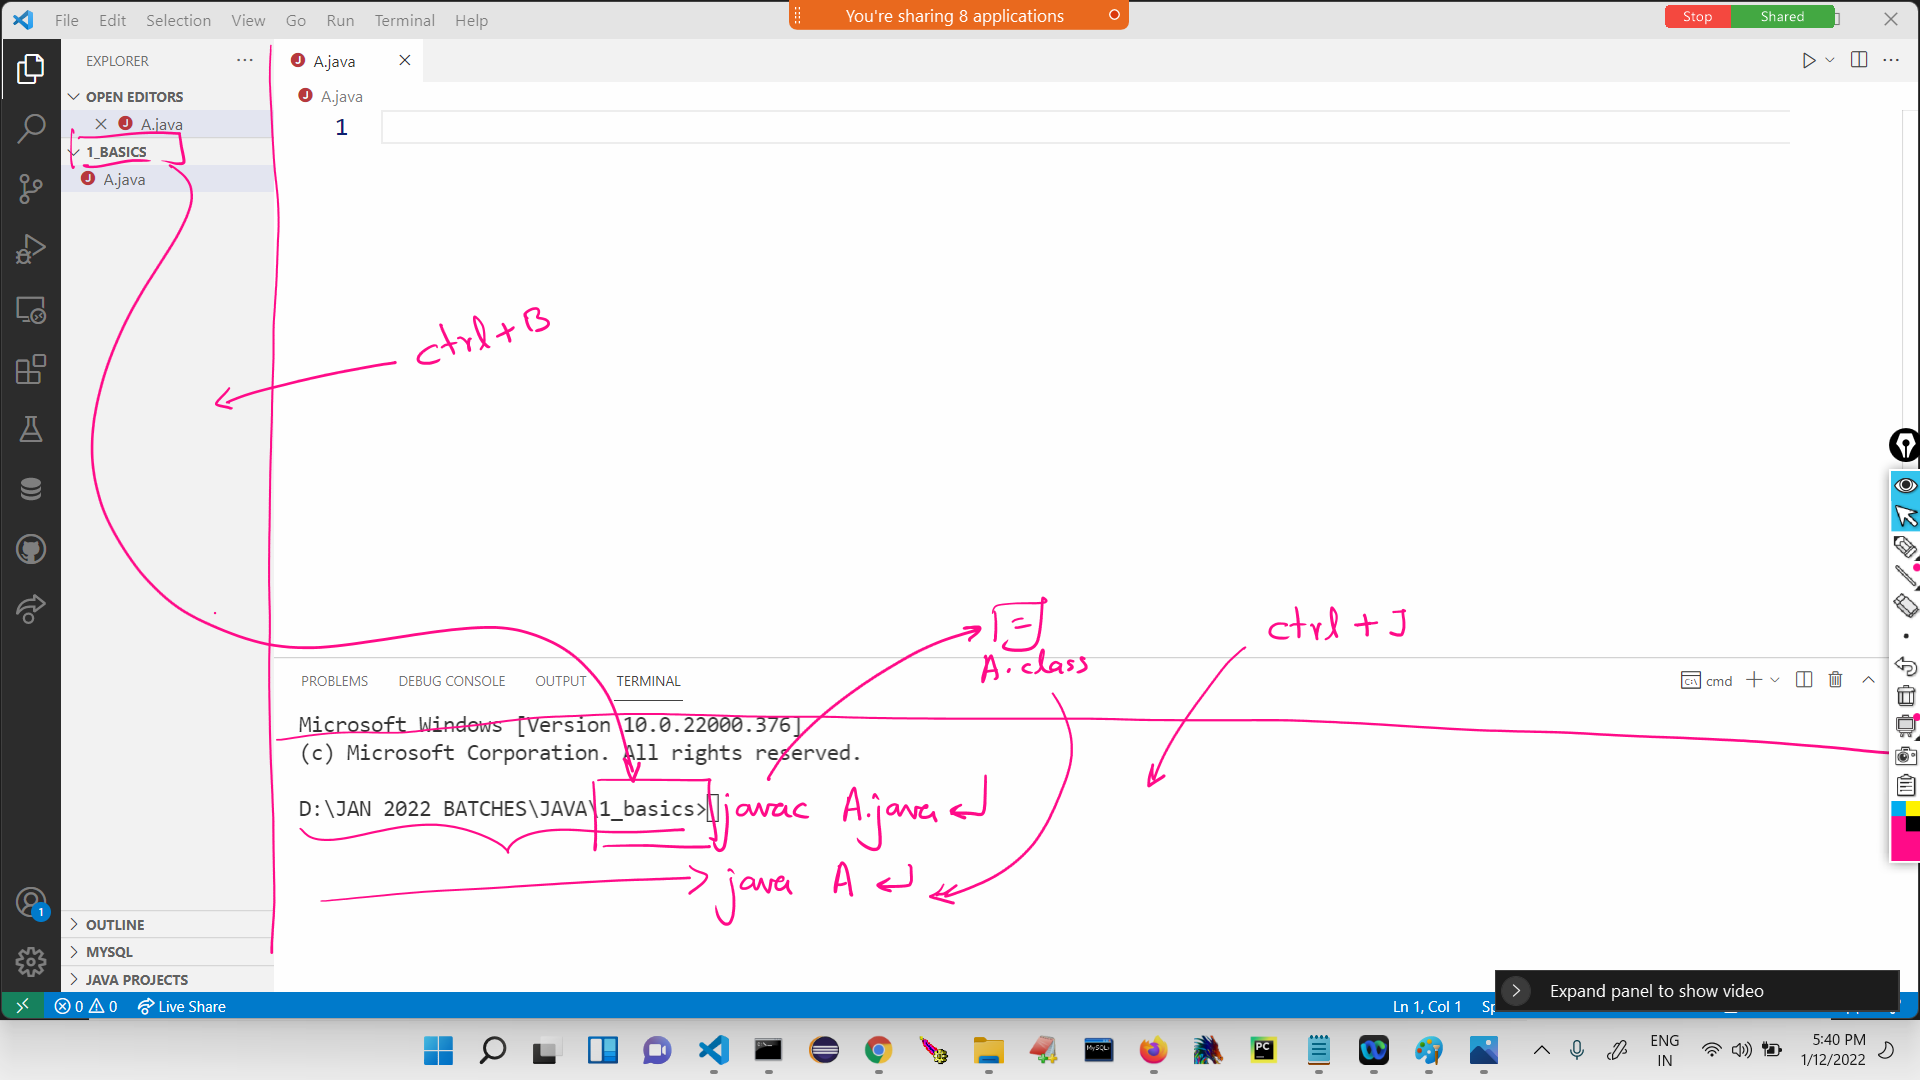 File Edit Selection View Go Run Terminal Help
You're sharing 8 applications
Stop Shared
EXPLORER
OPEN EDITORS
A.java
1_BASICS
A.java
A.java
A.java
1
ctrl+B
ctrl + J
A.class
PROBLEMS DEBUG CONSOLE OUTPUT TERMINAL
cmd
Microsoft Windows [Version 10.0.22000.376]
(c) Microsoft Corporation. All rights reserved.
D:\JAN 2022 BATCHES\JAVA\1_basics> javac A.java
> java A
OUTLINE
MYSQL
JAVA PROJECTS
1
0 0 Live Share
Ln 1, Col 1
Expand panel to show video
ENG
IN
5:40 PM
1/12/2022
PC